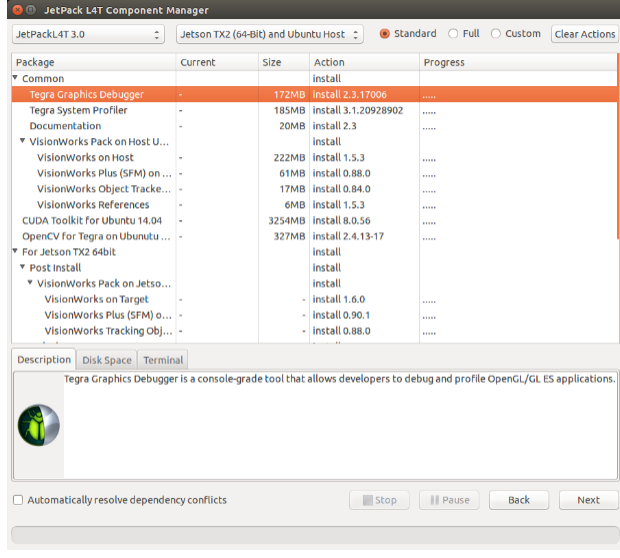 JetPack L4T Component Manager
JetPackL4T 3.0 Jetson TX2 (64-Bit) and Ubuntu Host Standard Full Custom Clear Actions
Package Current Size Action Progress
Common install
Tegra Graphics Debugger - 172MB install 2.3.17006 .....
Tegra System Profiler - 185MB install 3.1.20928902 .....
Documentation - 20MB install 2.3 .....
VisionWorks Pack on Host U... install
VisionWorks on Host - 222MB install 1.5.3 .....
VisionWorks Plus (SFM) on ... - 61MB install 0.88.0 .....
VisionWorks Object Tracke... - 17MB install 0.84.0 .....
VisionWorks References - 6MB install 1.5.3 .....
CUDA Toolkit for Ubuntu 14.04 - 3254MB install 8.0.56 .....
OpenCV for Tegra on Ubunutu ... - 327MB install 2.4.13-17 .....
For Jetson TX2 64bit install
Post Install install
VisionWorks Pack on Jetso... install
VisionWorks on Target - - install 1.6.0 .....
VisionWorks Plus (SFM) o... - - install 0.90.1 .....
VisionWorks Tracking Obj... - - install 0.88.0 .....
Description Disk Space Terminal
Tegra Graphics Debugger is a console-grade tool that allows developers to debug and profile OpenGL/GL ES applications.
Automatically resolve dependency conflicts Stop Pause Back Next